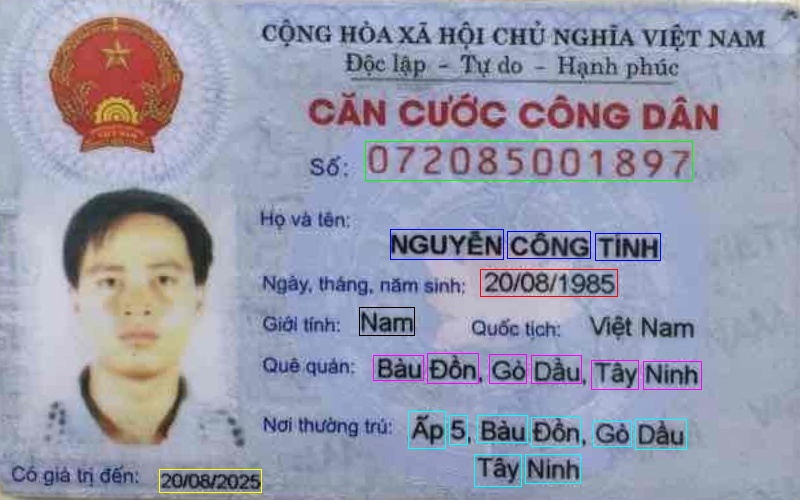 CỘNG HÒA XÃ HỘI CHỦ NGHĨA VIỆT NAM
Độc lập - Tự do - Hạnh phúc
CĂN CƯỚC CÔNG DÂN
Số: 072085001897
Họ và tên:
NGUYỄN CÔNG TÍNH
Ngày, tháng, năm sinh: 20/08/1985
Giới tính: Nam Quốc tịch: Việt Nam
Quê quán: Bàu Đồn, Gò Dầu, Tây Ninh
Nơi thường trú: Ấp 5, Bàu Đồn, Gò Dầu
Tây Ninh
Có giá trị đến: 20/08/2025
VIỆT NAM